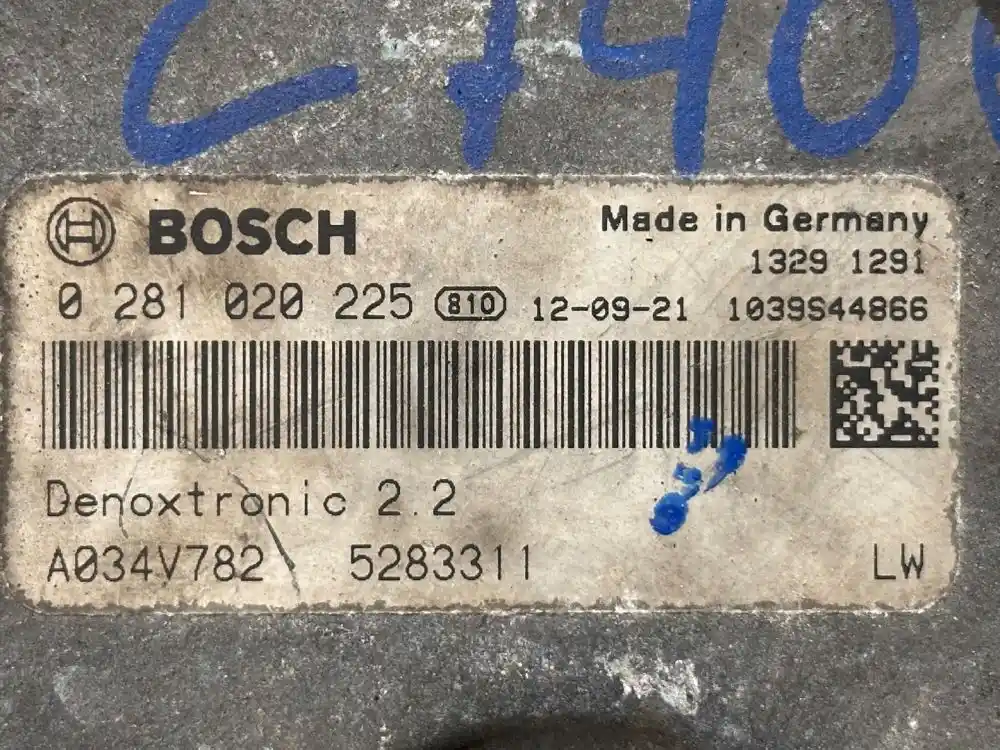 BOSCH
Made in Germany
1329 1291
0 281 020 225 810 12-09-21 1039S44866
Denoxtronic 2.2
A034V782 5283311
LW